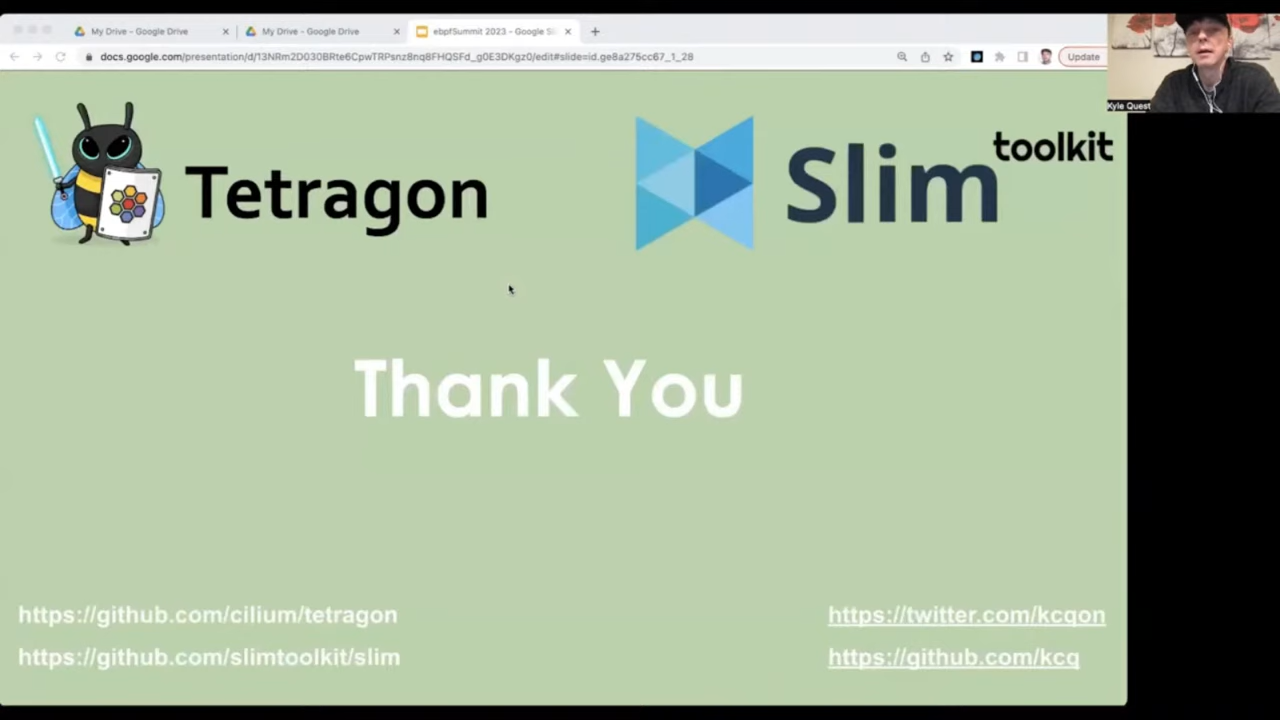 My Drive - Google Drive
My Drive - Google Drive
ebpfSummit 2023 - Google Sli
docs.google.com/presentation/d/13NRm2D030BRte6CpwTRPsnz8nq8FHQSFd_g0E3DKgz0/edit#slide=id.ge8a275cc67_1_28
Update
Kyle Quest
Tetragon
Slim toolkit
Thank You
https://github.com/cilium/tetragon
https://twitter.com/kcqon
https://github.com/slimtoolkit/slim
https://github.com/kcq